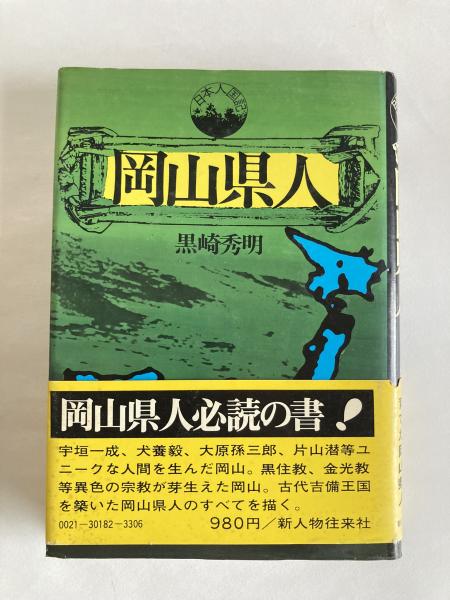 日本人国記
岡山県人
黒崎秀明
岡山県人必読の書!
宇垣一成、犬養毅、大原孫三郎、片山潜等ユ
ニークな人間を生んだ岡山。黒住教、金光教
等異色の宗教が芽生えた岡山。古代吉備王国
を築いた岡山県人のすべてを描く。
0021-30182-3306
980円/新人物往来社